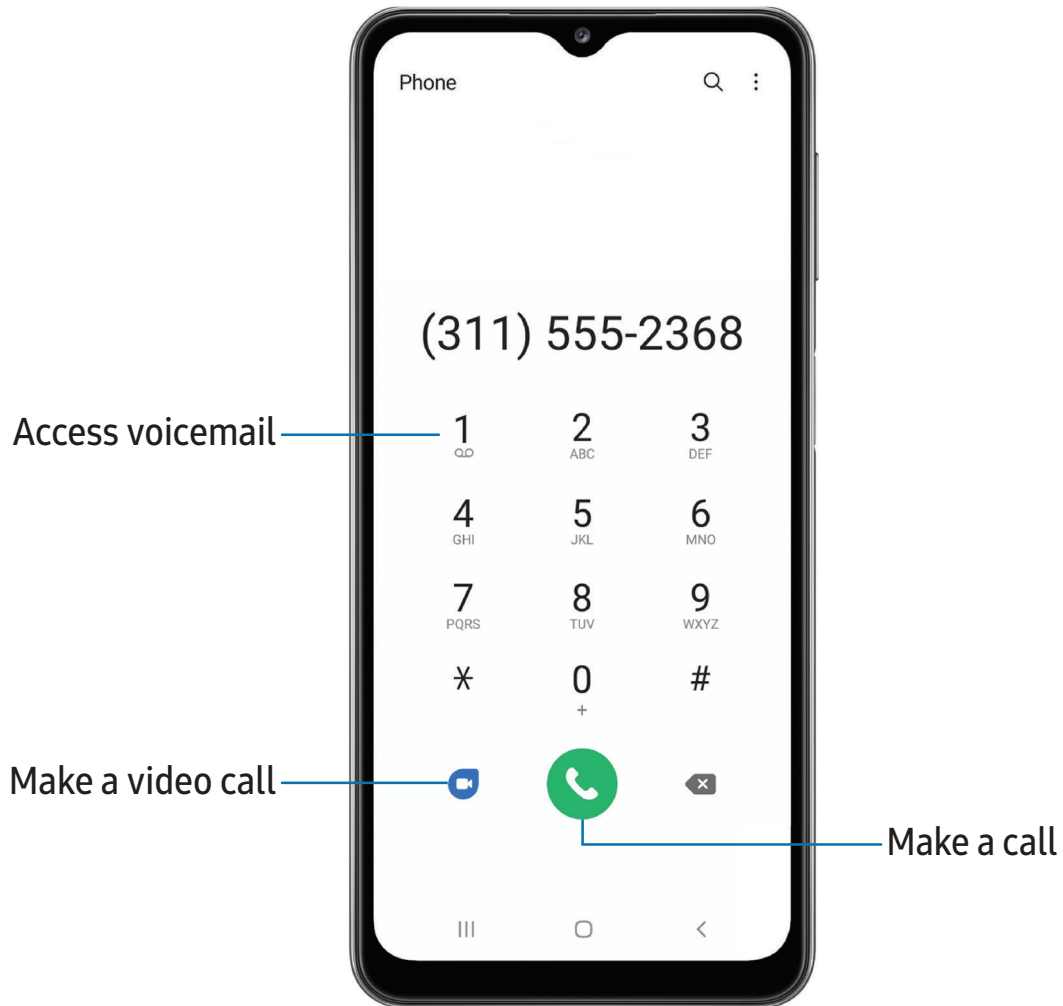 Phone
(311) 555-2368
Access voicemail
1 2 3
ABC DEF
4 5 6
GHI JKL MNO
7 8 9
PQRS TUV WXYZ
* 0 #
+
Make a video call
Make a call